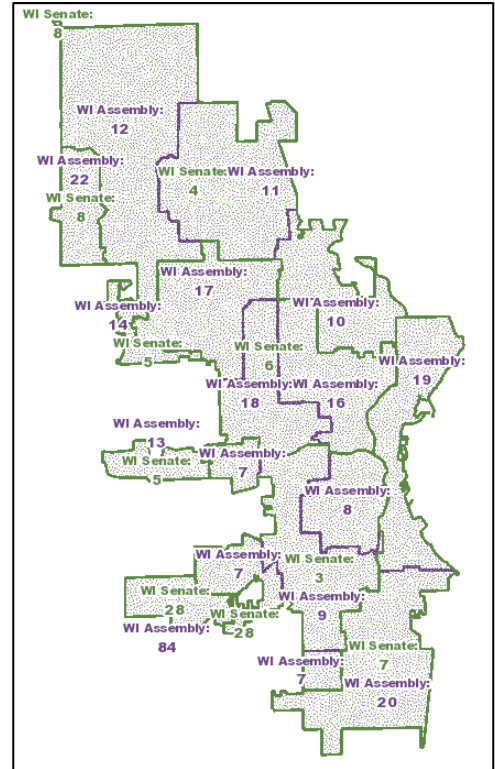 WI Senate:
8
WI Assembly:
12
WI Assembly:
22
WI Senate:
8
WI Senate:
4
WI Assembly:
11
WI Assembly:
17
WI Assembly:
14
WI Senate:
5
WI Assembly:
10
WI Senate:
6
WI Assembly:
18
WI Assembly:
16
WI Assembly:
19
WI Assembly:
13
WI Senate:
5
WI Assembly:
7
WI Assembly:
8
WI Assembly:
7
WI Senate:
3
WI Senate:
28
WI Senate:
28
WI Assembly:
84
WI Assembly:
9
WI Senate:
7
WI Assembly:
7
WI Assembly:
20